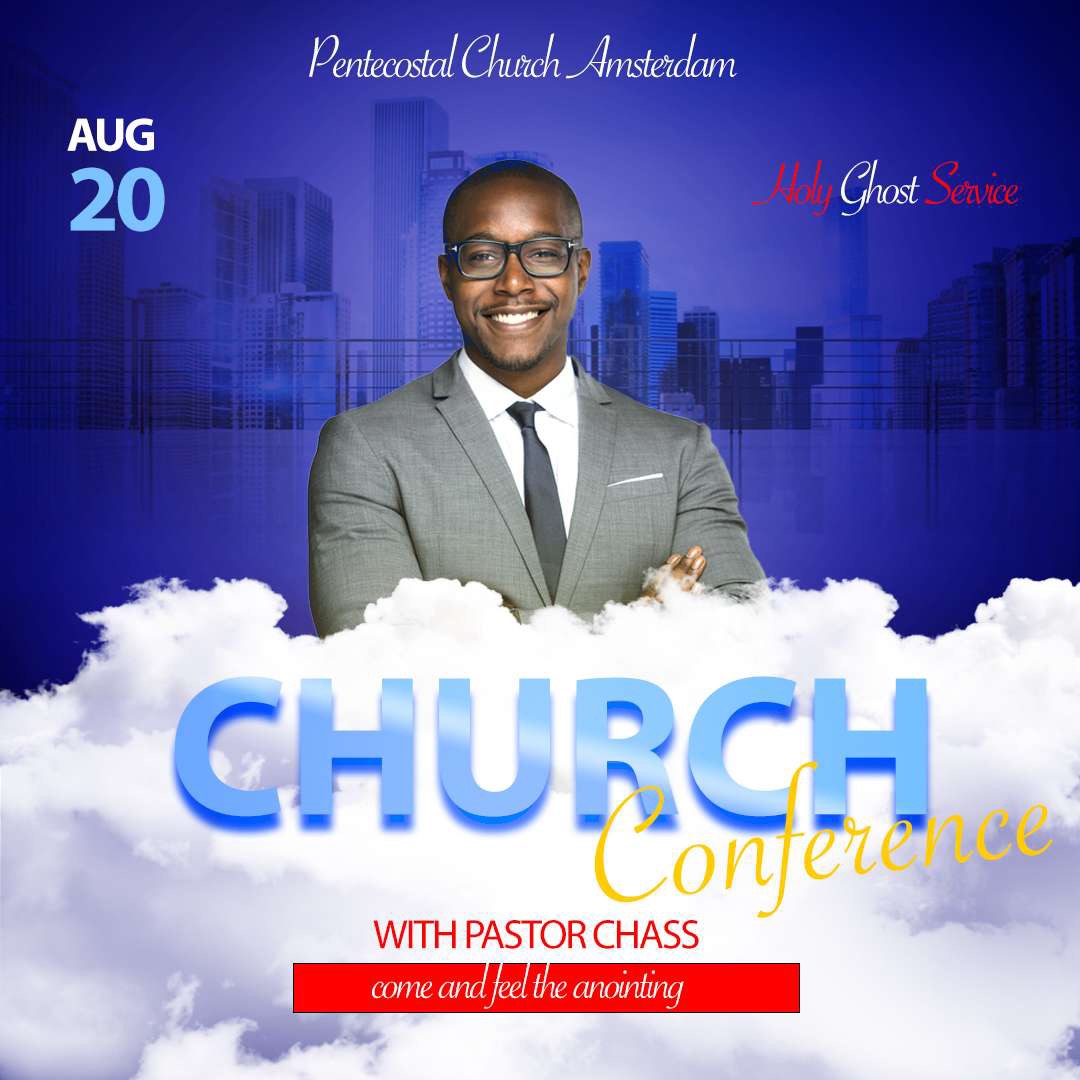 Pentecostal Church Amsterdam
AUG
20
Holy Ghost Service
CHURCH
Conference
WITH PASTOR CHASS
come and feel the anointing